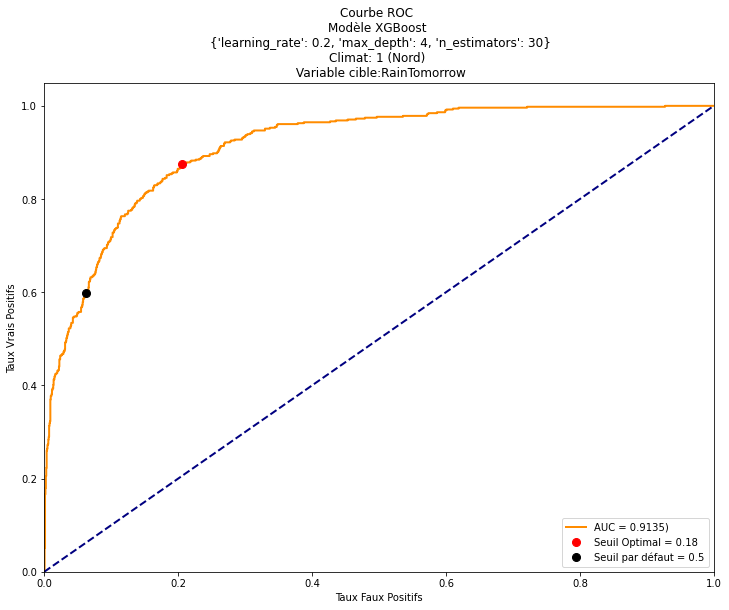 Courbe ROC
Modèle XGBoost
{'learning_rate': 0.2, 'max_depth': 4, 'n_estimators': 30}
Climat: 1 (Nord)
Variable cible:RainTomorrow
Taux Vrais Positifs
1.0
0.8
0.6
0.4
0.2
0.0
0.0
0.2
0.4
0.6
0.8
1.0
Taux Faux Positifs
AUC = 0.9135)
Seuil Optimal = 0.18
Seuil par défaut = 0.5